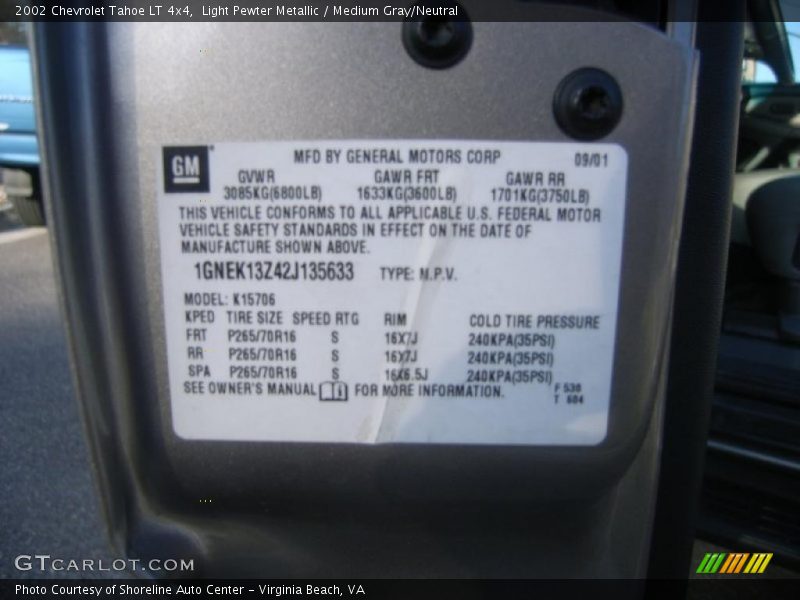 2002 Chevrolet Tahoe LT 4x4,  Light Pewter Metallic / Medium Gray/Neutral
GM MFD BY GENERAL MOTORS CORP 09/01
GVWR GAWR FRT GAWR RR
3085KG(6800LB) 1633KG(3600LB) 1701KG(3750LB)
THIS VEHICLE CONFORMS TO ALL APPLICABLE U.S. FEDERAL MOTOR
VEHICLE SAFETY STANDARDS IN EFFECT ON THE DATE OF
MANUFACTURE SHOWN ABOVE.
1GNEK13Z42J135633 TYPE: M.P.V.
MODEL: K15706
KPED TIRE SIZE SPEED RTG RIM COLD TIRE PRESSURE
FRT P265/70R16 S 16X7J 240KPA(35PSI)
RR P265/70R16 S 16X7J 240KPA(35PSI)
SPA P265/70R16 S 16X6.5J 240KPA(35PSI)
SEE OWNER'S MANUAL FOR MORE INFORMATION.
F 530
T 604
GTCARLOT.COM
Photo Courtesy of Shoreline Auto Center - Virginia Beach, VA